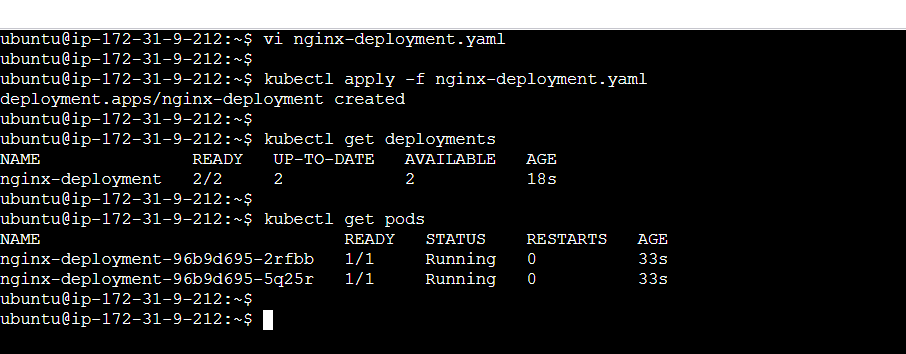 ubuntu@ip-172-31-9-212:~$ vi nginx-deployment.yaml
ubuntu@ip-172-31-9-212:~$
ubuntu@ip-172-31-9-212:~$ kubectl apply -f nginx-deployment.yaml
deployment.apps/nginx-deployment created
ubuntu@ip-172-31-9-212:~$
ubuntu@ip-172-31-9-212:~$ kubectl get deployments
NAME               READY   UP-TO-DATE   AVAILABLE   AGE
nginx-deployment   2/2     2            2           18s
ubuntu@ip-172-31-9-212:~$
ubuntu@ip-172-31-9-212:~$ kubectl get pods
NAME                              READY   STATUS    RESTARTS   AGE
nginx-deployment-96b9d695-2rfbb   1/1     Running   0          33s
nginx-deployment-96b9d695-5q25r   1/1     Running   0          33s
ubuntu@ip-172-31-9-212:~$
ubuntu@ip-172-31-9-212:~$